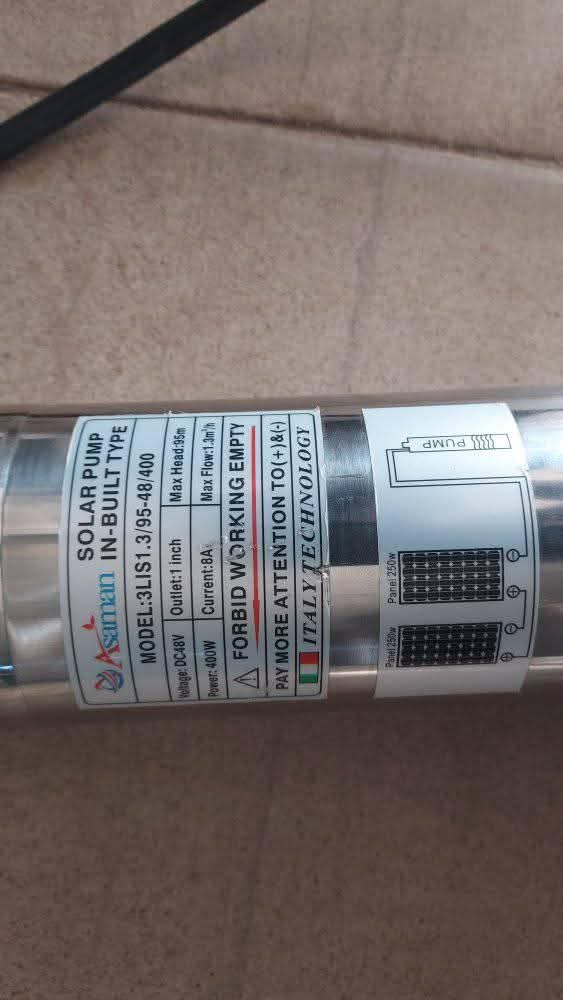 Asaman
SOLAR PUMP
IN-BUILT TYPE
MODEL:3LIS1.3/95-48/400
Voltage: DC48V Outlet:1 inch Max Head:95m
Power: 400W Current:8A Max Flow:1.3m³/h
FORBID WORKING EMPTY
PAY MORE ATTENTION TO(+)&(-)
ITALY TECHNOLOGY
PUMP
Panel 250w
Panel 250w